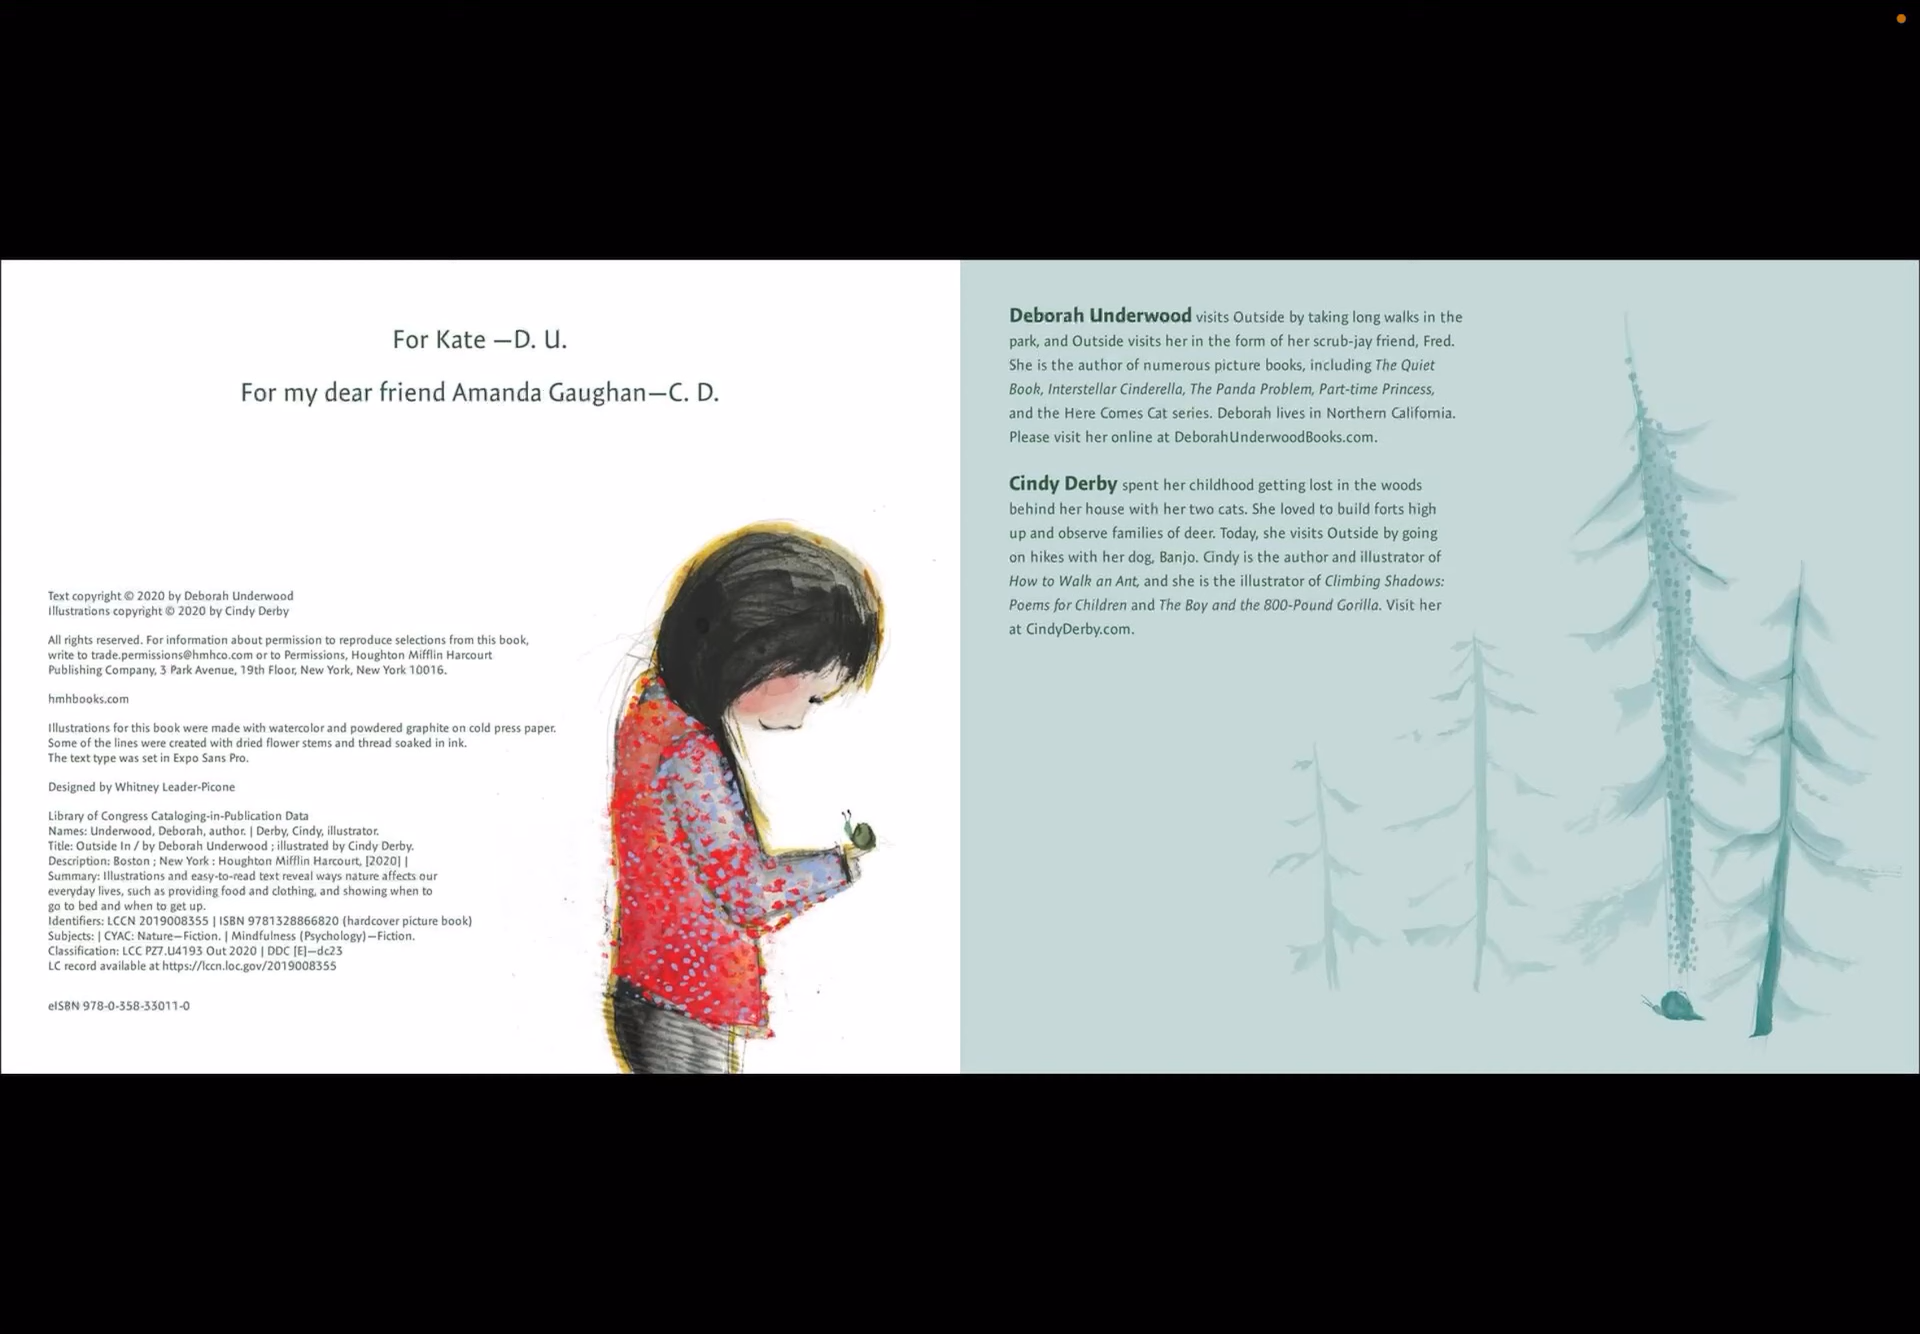 For Kate —D. U.
For my dear friend Amanda Gaughan—C. D.
Text copyright © 2020 by Deborah Underwood
Illustrations copyright © 2020 by Cindy Derby
All rights reserved. For information about permission to reproduce selections from this book,
write to trade.permissions@hmhco.com or to Permissions, Houghton Mifflin Harcourt
Publishing Company, 3 Park Avenue, 19th Floor, New York, New York 10016.
hmhbooks.com
Illustrations for this book were made with watercolor and powdered graphite on cold press paper.
Some of the lines were created with dried flower stems and thread soaked in ink.
The text type was set in Expo Sans Pro.
Designed by Whitney Leader-Picone
Library of Congress Cataloging-in-Publication Data
Names: Underwood, Deborah, author. | Derby, Cindy, illustrator.
Title: Outside In / by Deborah Underwood ; illustrated by Cindy Derby.
Description: Boston ; New York : Houghton Mifflin Harcourt, [2020] |
Summary: Illustrations and easy-to-read text reveal ways nature affects our
everyday lives, such as providing food and clothing, and showing when to
go to bed and when to get up.
Identifiers: LCCN 2019008355 | ISBN 9781328866820 (hardcover picture book)
Subjects: | CYAC: Nature—Fiction. | Mindfulness (Psychology)—Fiction.
Classification: LCC PZ7.U4193 Out 2020 | DDC [E]—dc23
LC record available at https://lccn.loc.gov/2019008355
eISBN 978-0-358-33011-0
Deborah Underwood visits Outside by taking long walks in the
park, and Outside visits her in the form of her scrub-jay friend, Fred.
She is the author of numerous picture books, including The Quiet
Book, Interstellar Cinderella, The Panda Problem, Part-time Princess,
and the Here Comes Cat series. Deborah lives in Northern California.
Please visit her online at DeborahUnderwoodBooks.com.
Cindy Derby spent her childhood getting lost in the woods
behind her house with her two cats. She loved to build forts high
up and observe families of deer. Today, she visits Outside by going
on hikes with her dog, Banjo. Cindy is the author and illustrator of
How to Walk an Ant, and she is the illustrator of Climbing Shadows:
Poems for Children and The Boy and the 800-Pound Gorilla. Visit her
at CindyDerby.com.